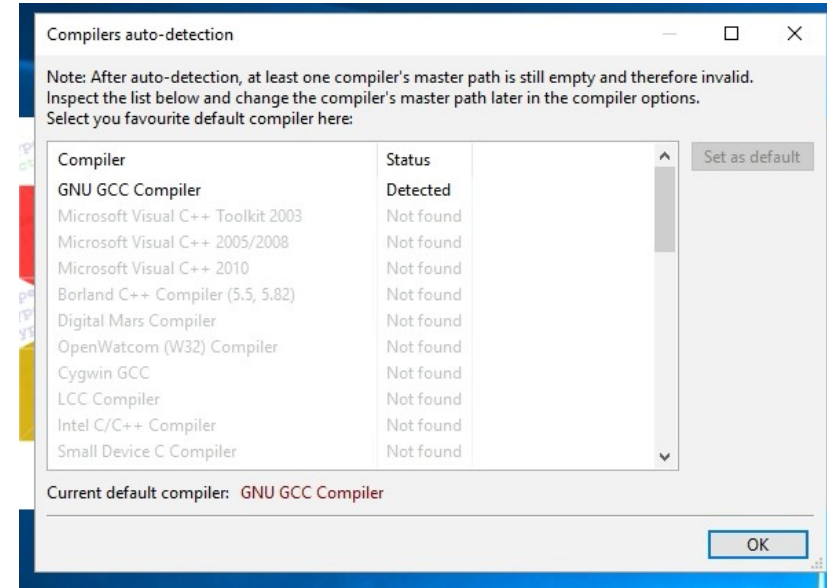 Compilers auto-detection
Note: After auto-detection, at least one compiler's master path is still empty and therefore invalid.
Inspect the list below and change the compiler's master path later in the compiler options.
Select you favourite default compiler here:
Compiler Status
Set as default
GNU GCC Compiler Detected
Microsoft Visual C++ Toolkit 2003 Not found
Microsoft Visual C++ 2005/2008 Not found
Microsoft Visual C++ 2010 Not found
Borland C++ Compiler (5.5, 5.82) Not found
Digital Mars Compiler Not found
OpenWatcom (W32) Compiler Not found
Cygwin GCC Not found
LCC Compiler Not found
Intel C/C++ Compiler Not found
Small Device C Compiler Not found
Current default compiler: GNU GCC Compiler
OK